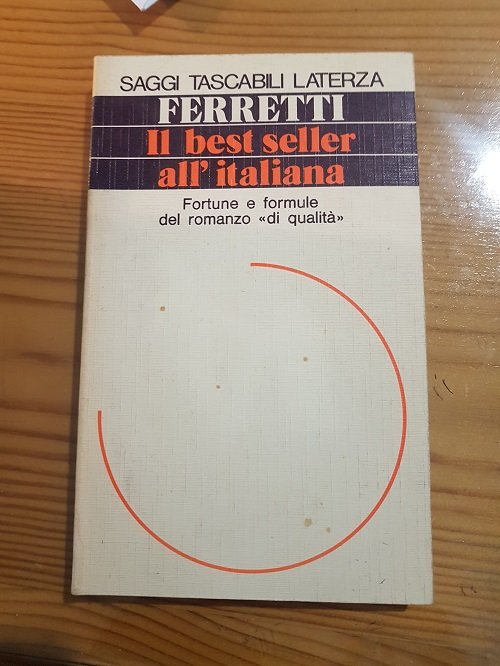 SAGGI TASCABILI LATERZA
FERRETTI
Il best seller
all'italiana
Fortune e formule
del romanzo «di qualità»